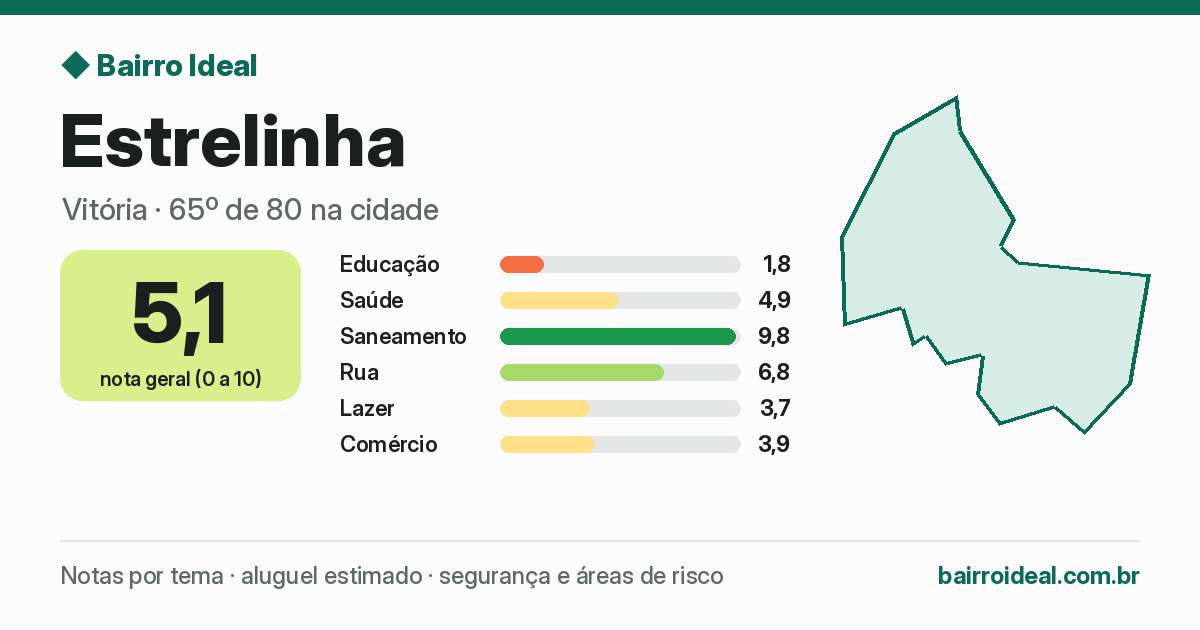 Bairro Ideal
Estrelinha
Vitória · 65º de 80 na cidade
5,1
nota geral (0 a 10)
Educação 1,8
Saúde 4,9
Saneamento 9,8
Rua 6,8
Lazer 3,7
Comércio 3,9
Notas por tema · aluguel estimado · segurança e áreas de risco
bairroideal.com.br